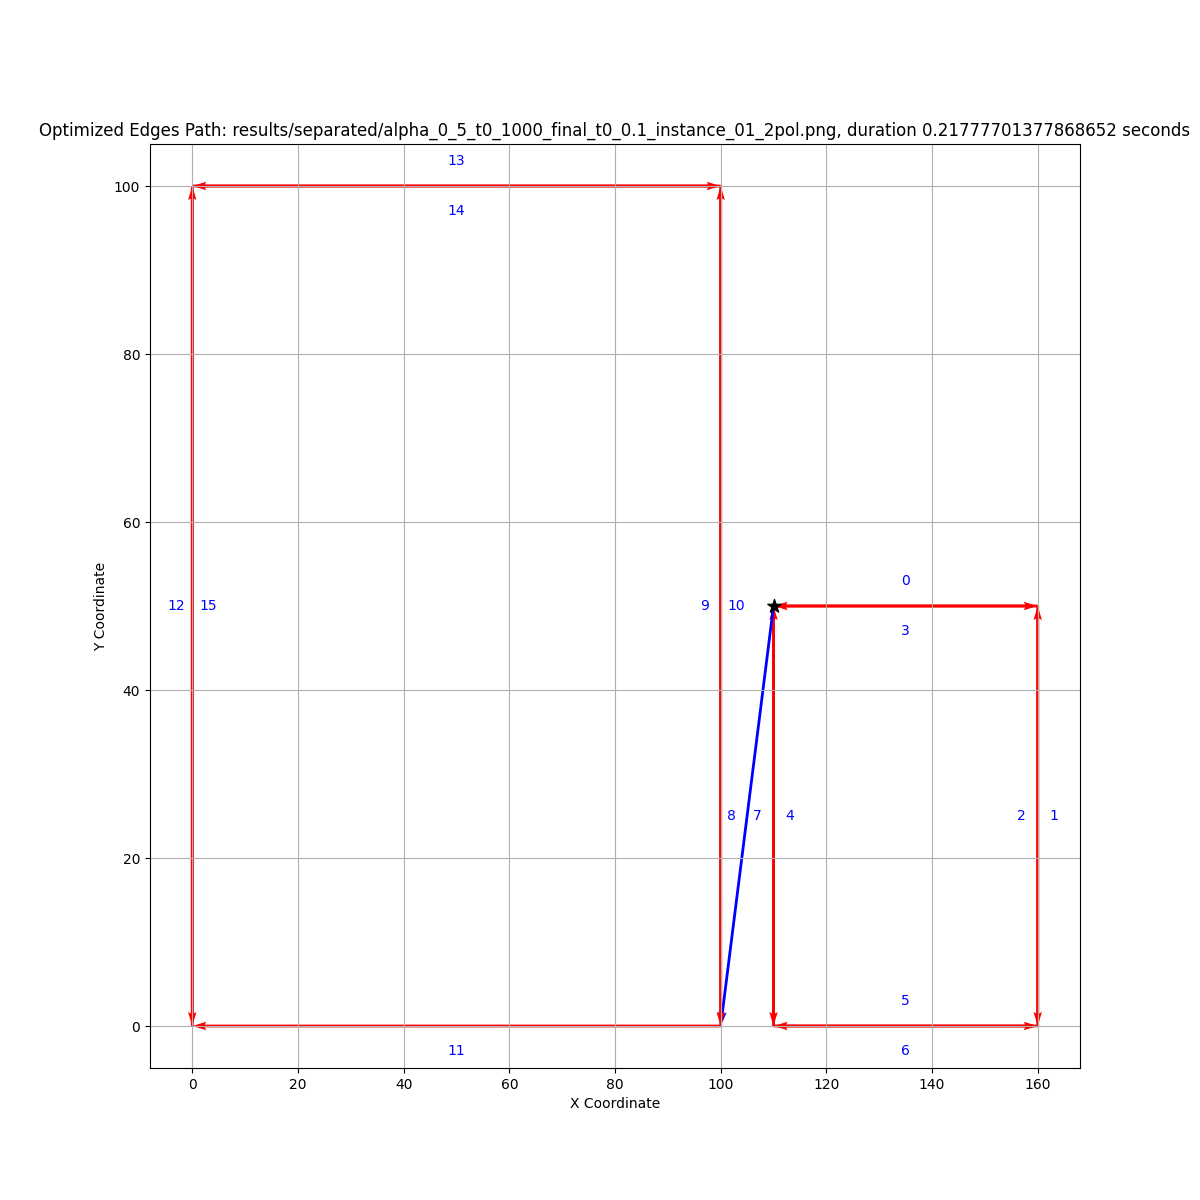 Optimized Edges Path: results/separated/alpha_0_5_t0_1000_final_t0_0.1_instance_01_2pol.png, duration 0.21777701377868652 seconds
13
100
14
80
60
0
12 15 9 10
3
Y Coordinate
40
8 7 4 2 1
20
5
0
11 6
0 20 40 60 80 100 120 140 160
X Coordinate